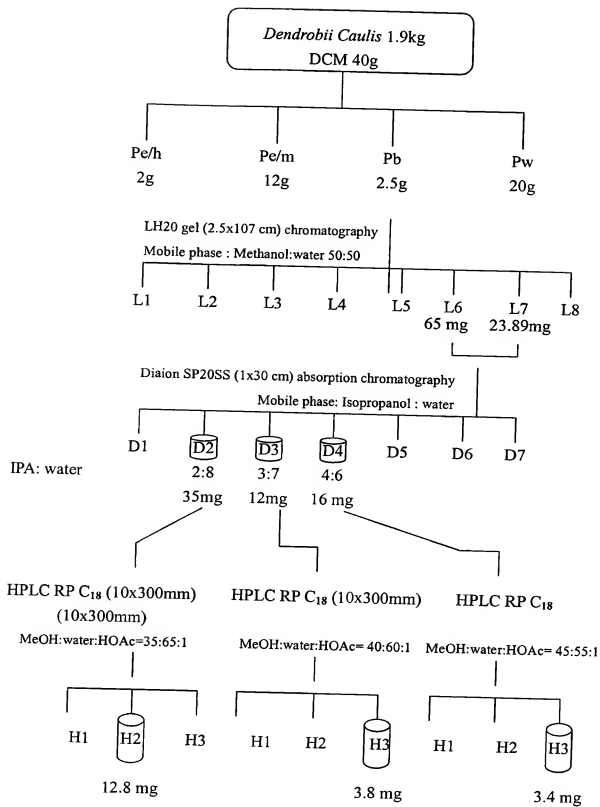 Dendrobii Caulis 1.9kg
DCM 40g
Pe/h Pe/m Pb Pw
2g 12g 2.5g 20g
LH20 gel (2.5x107 cm) chromatography
Mobile phase : Methanol:water 50:50
L1 L2 L3 L4 L5 L6 L7 L8
65 mg 23.89mg
Diaion SP20SS (1x30 cm) absorption chromatography
Mobile phase: Isopropanol : water
D1 D2 D3 D4 D5 D6 D7
IPA: water 2:8 3:7 4:6
35mg 12mg 16 mg
HPLC RP C18 (10x300mm) HPLC RP C18 (10x300mm) HPLC RP C18
(10x300mm)
MeOH:water:HOAc=35:65:1 MeOH:water:HOAc= 40:60:1 MeOH:water:HOAc= 45:55:1
H1 H2 H3 H1 H2 H3 H1 H2 H3
12.8 mg 3.8 mg 3.4 mg